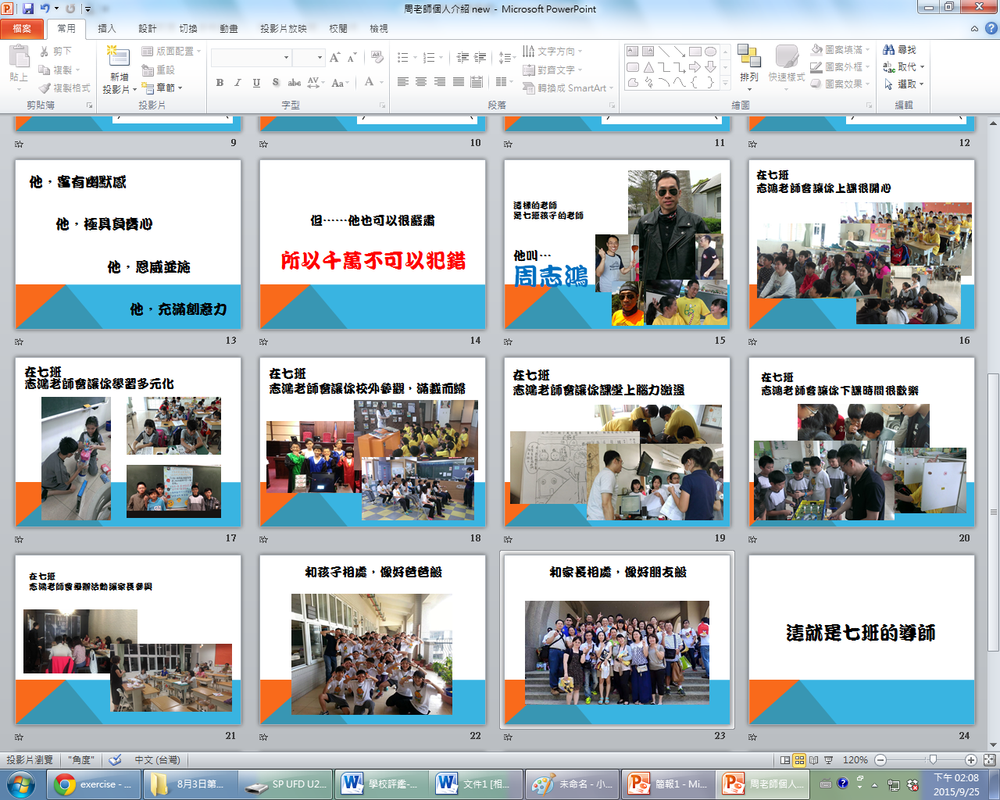 周老師個人介紹 new - Microsoft PowerPoint
檔案 常用 插入 設計 切換 動畫 投影片放映 校閱 檢視
貼上 剪下 複製 複製格式 剪貼簿
新增投影片 版面配置 重設 章節 投影片
B I U S abc AV Aa A 字型
文字方向 對齊文字 轉換成 SmartArt 段落
排列 快速樣式 圖案填滿 圖案外框 圖案效果 繪圖
尋找 取代 選取 編輯
9 10 11 12
他，富有幽默感
他，極具負責心
他，恩威並施
他，充滿創意力
13
但⋯⋯他也可以很嚴肅
所以千萬不可以犯錯
14
這樣的老師
是七班孩子的老師
他叫⋯
周志鴻
15
在七班
志鴻老師會讓你上課很開心
16
在七班
志鴻老師會讓你學習多元化
17
在七班
志鴻老師會讓你校外參觀，滿載而歸
18
在七班
志鴻老師會讓你課堂上腦力激盪
19
在七班
志鴻老師會讓你下課時間很歡樂
20
在七班
志鴻老師會舉辦活動讓家長參與
21
和孩子相處，像好爸爸般
22
和家長相處，像好朋友般
23
這就是七班的導師
24
投影片瀏覽 "角度" 中文 (台灣) 120%
exercise - ... 8月3日第... SP UFD U2... 學校評鑑-... 文件1 [相... 未命名 - 小... 簡報1 - Mi... 周老師個人...
下午 02:08
2015/9/25